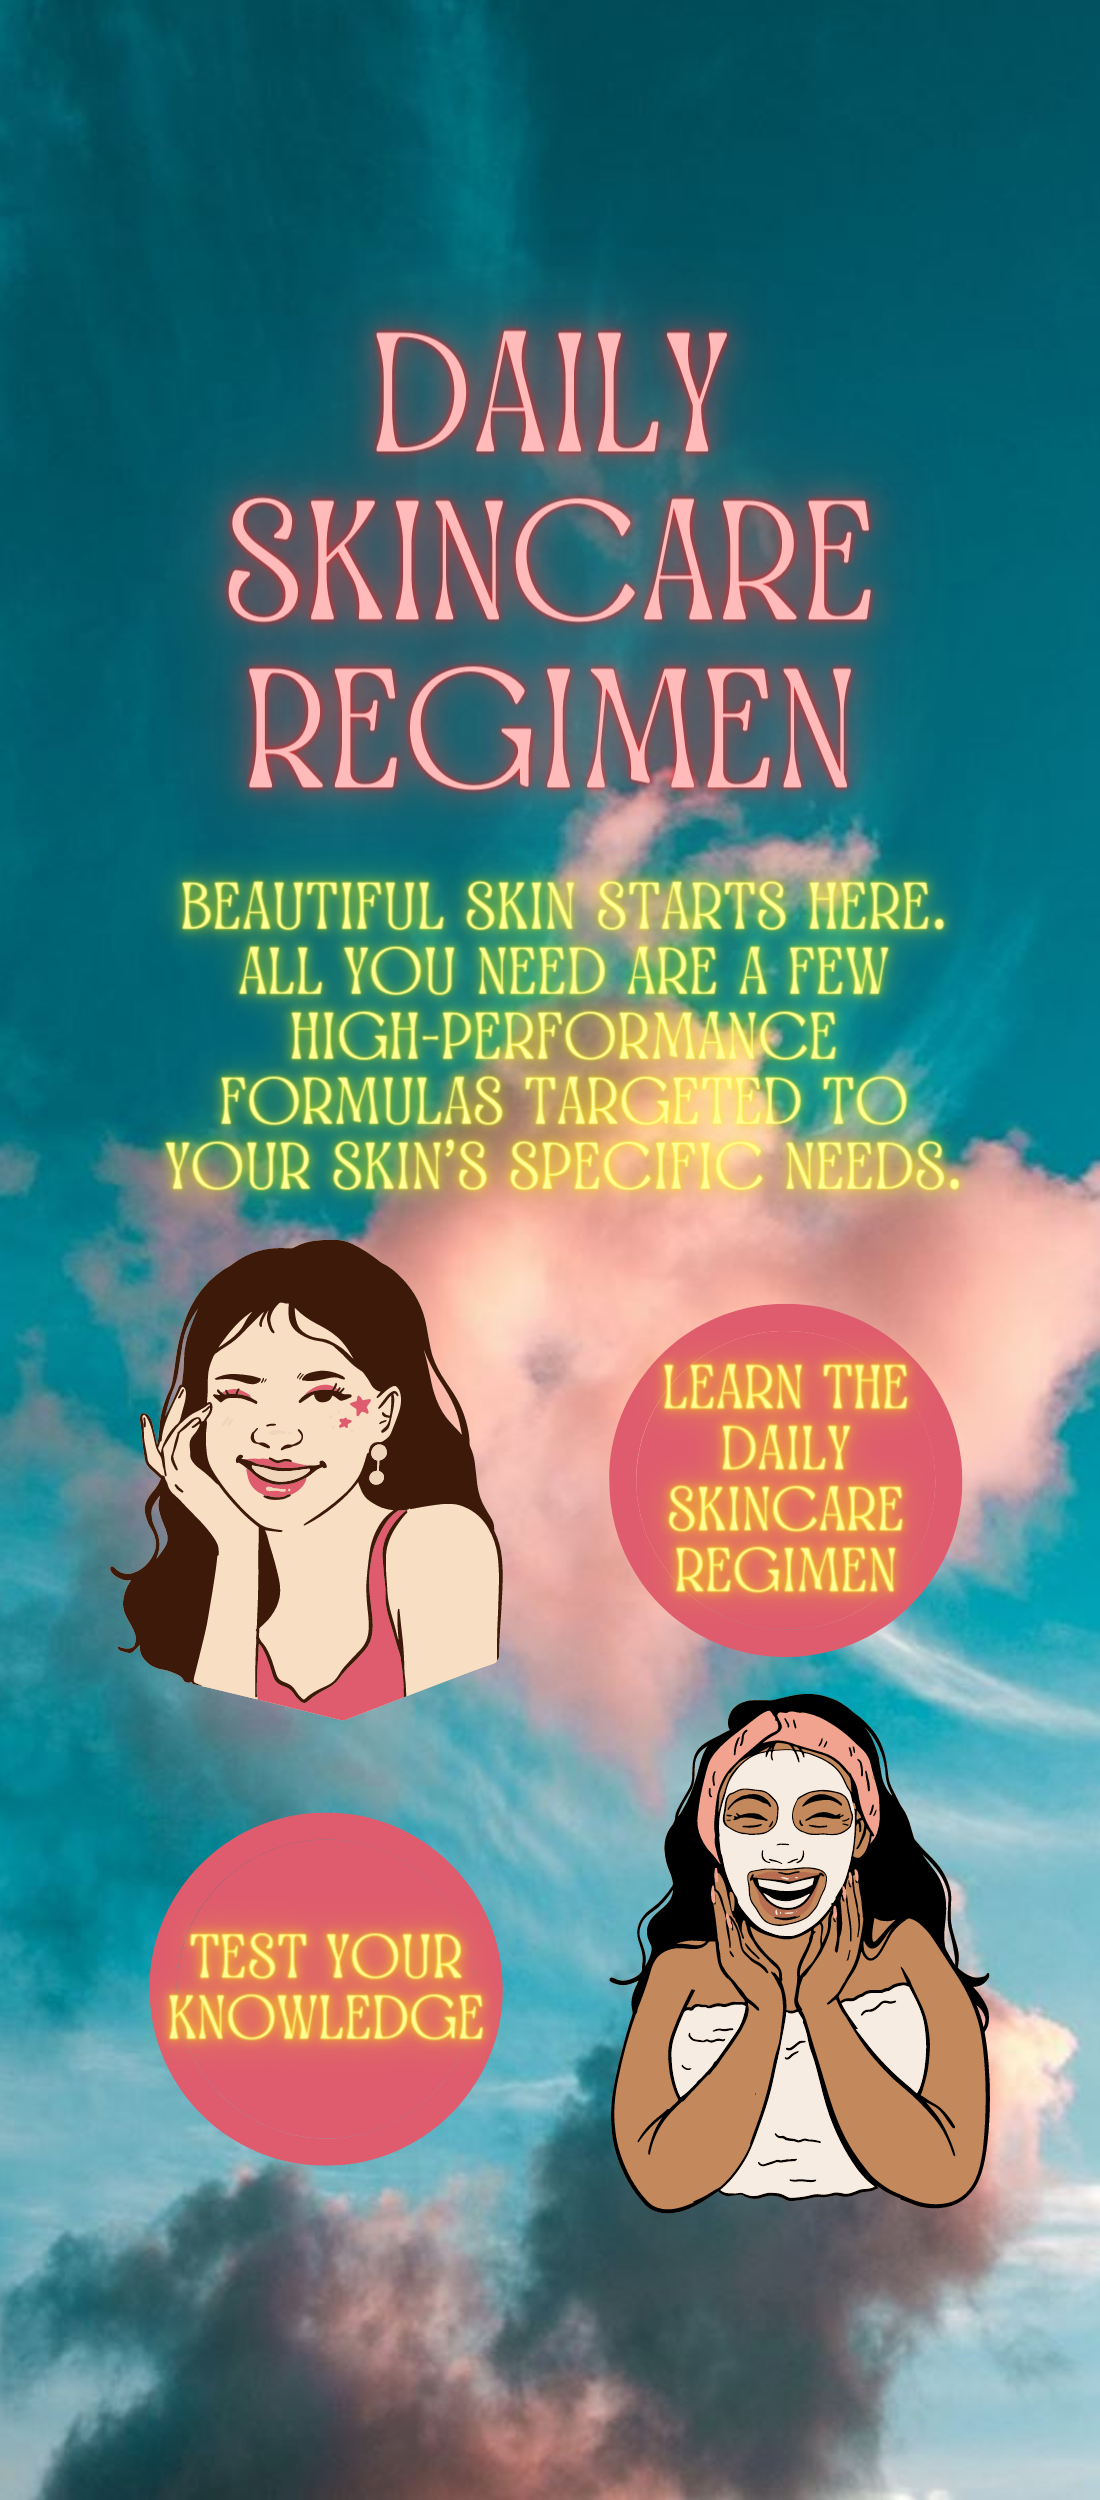 DAILY
SKINCARE
REGIMEN
BEAUTIFUL SKIN STARTS HERE.
ALL YOU NEED ARE A FEW
HIGH-PERFORMANCE
FORMULAS TARGETED TO
YOUR SKIN’S SPECIFIC NEEDS.
LEARN THE
DAILY
SKINCARE
REGIMEN
TEST YOUR
KNOWLEDGE